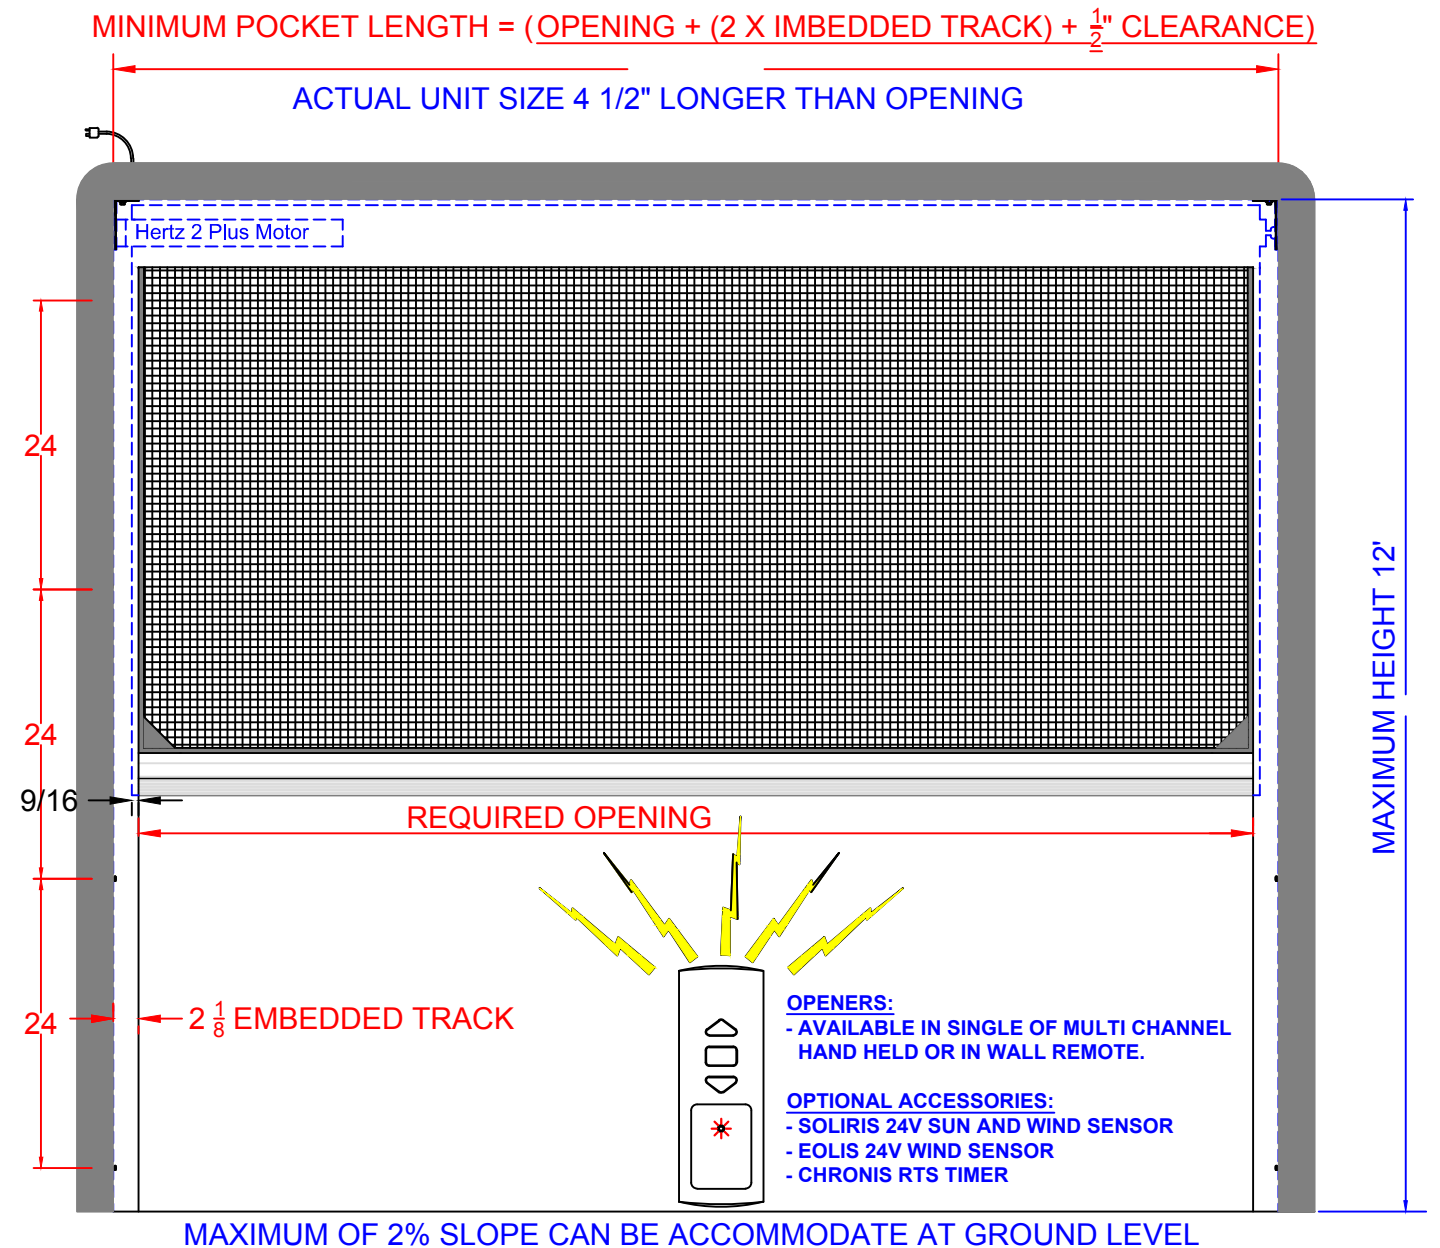 MINIMUM POCKET LENGTH = (OPENING + (2 X IMBEDDED TRACK) + 1/2" CLEARANCE)
ACTUAL UNIT SIZE 4 1/2" LONGER THAN OPENING
Hertz 2 Plus Motor
24
24
9/16
REQUIRED OPENING
MAXIMUM HEIGHT 12'
24
2 1/8 EMBEDDED TRACK
OPENERS:
- AVAILABLE IN SINGLE OF MULTI CHANNEL
HAND HELD OR IN WALL REMOTE.
OPTIONAL ACCESSORIES:
- SOLIRIS 24V SUN AND WIND SENSOR
- EOLIS 24V WIND SENSOR
- CHRONIS RTS TIMER
MAXIMUM OF 2% SLOPE CAN BE ACCOMMODATE AT GROUND LEVEL